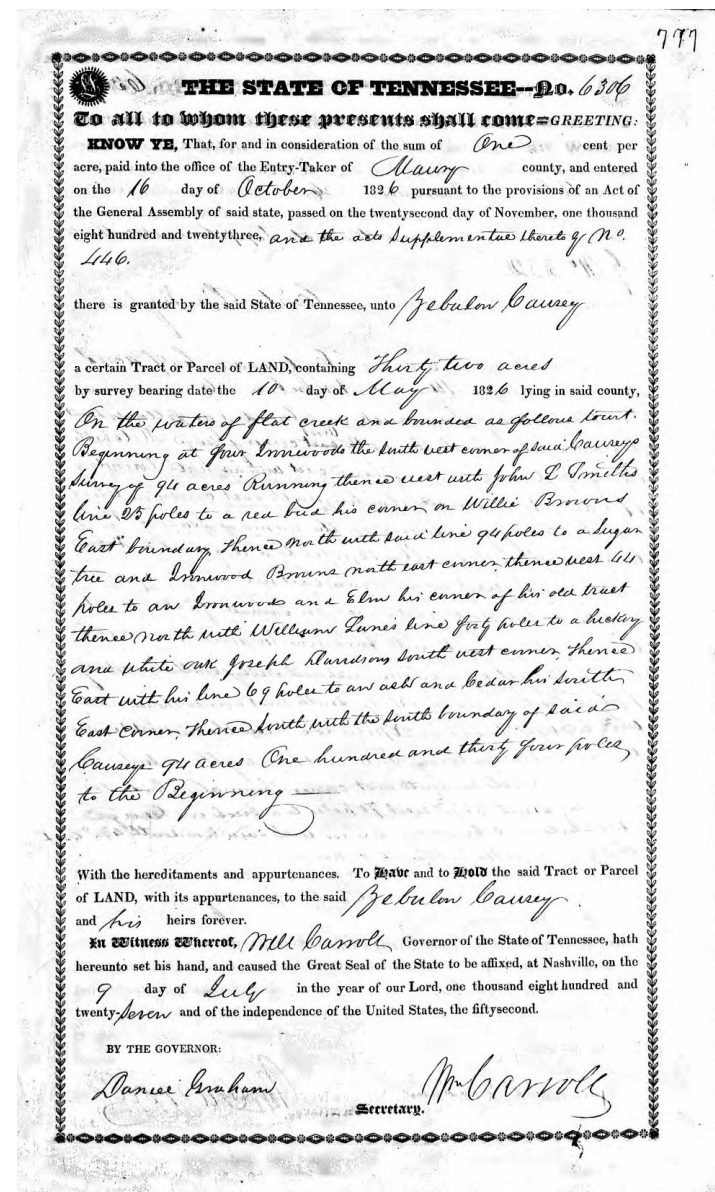 777
THE STATE OF TENNESSEE--No. 6306
To all to whom these presents shall come=GREETING:
KNOW YE, That, for and in consideration of the sum of One cent per
acre, paid into the office of the Entry-Taker of Maury county, and entered
on the 16 day of October 1826 pursuant to the provisions of an Act of
the General Assembly of said state, passed on the twentysecond day of November, one thousand
eight hundred and twentythree, and the acts Supplemental thereto by No.
446.
there is granted by the said State of Tennessee, unto Zebulon Causey
a certain Tract or Parcel of LAND, containing Thirty two acres
by survey bearing date the 10 day of May 1826 lying in said county,
On the waters of flat creek and bounded as follows towit.
Beginning at four Ironwoods the South west corner of said Causeys
Survey of 94 acres Running thence west with John L Smiths
line 25 poles to a red bud his corner on Willie Browns
East boundary, Thence North with said line 94 poles to a Sugar
tree and Ironwood Browns north east corner, thence west 44
poles to an Ironwood and Elm his corner of his old tract
thence north with William Lanes line forty poles to a hickory
and white oak Joseph Davidsons South west corner, Thence
East with his line 69 poles to an ash and Cedar his South
East corner, Thence South with the South boundary of said
Causeys 94 acres One hundred and thirty four poles,
to the Beginning
With the hereditaments and appurtenances. To Have and to Hold the said Tract or Parcel
of LAND, with its appurtenances, to the said Zebulon Causey
and his heirs forever.
In Witness Whereof, Will Carroll Governor of the State of Tennessee, hath
hereunto set his hand, and caused the Great Seal of the State to be affixed, at Nashville, on the
9 day of July in the year of our Lord, one thousand eight hundred and
twenty-seven and of the independence of the United States, the fiftysecond.
BY THE GOVERNOR:
Daniel Graham
Wm Carroll
Secretary.